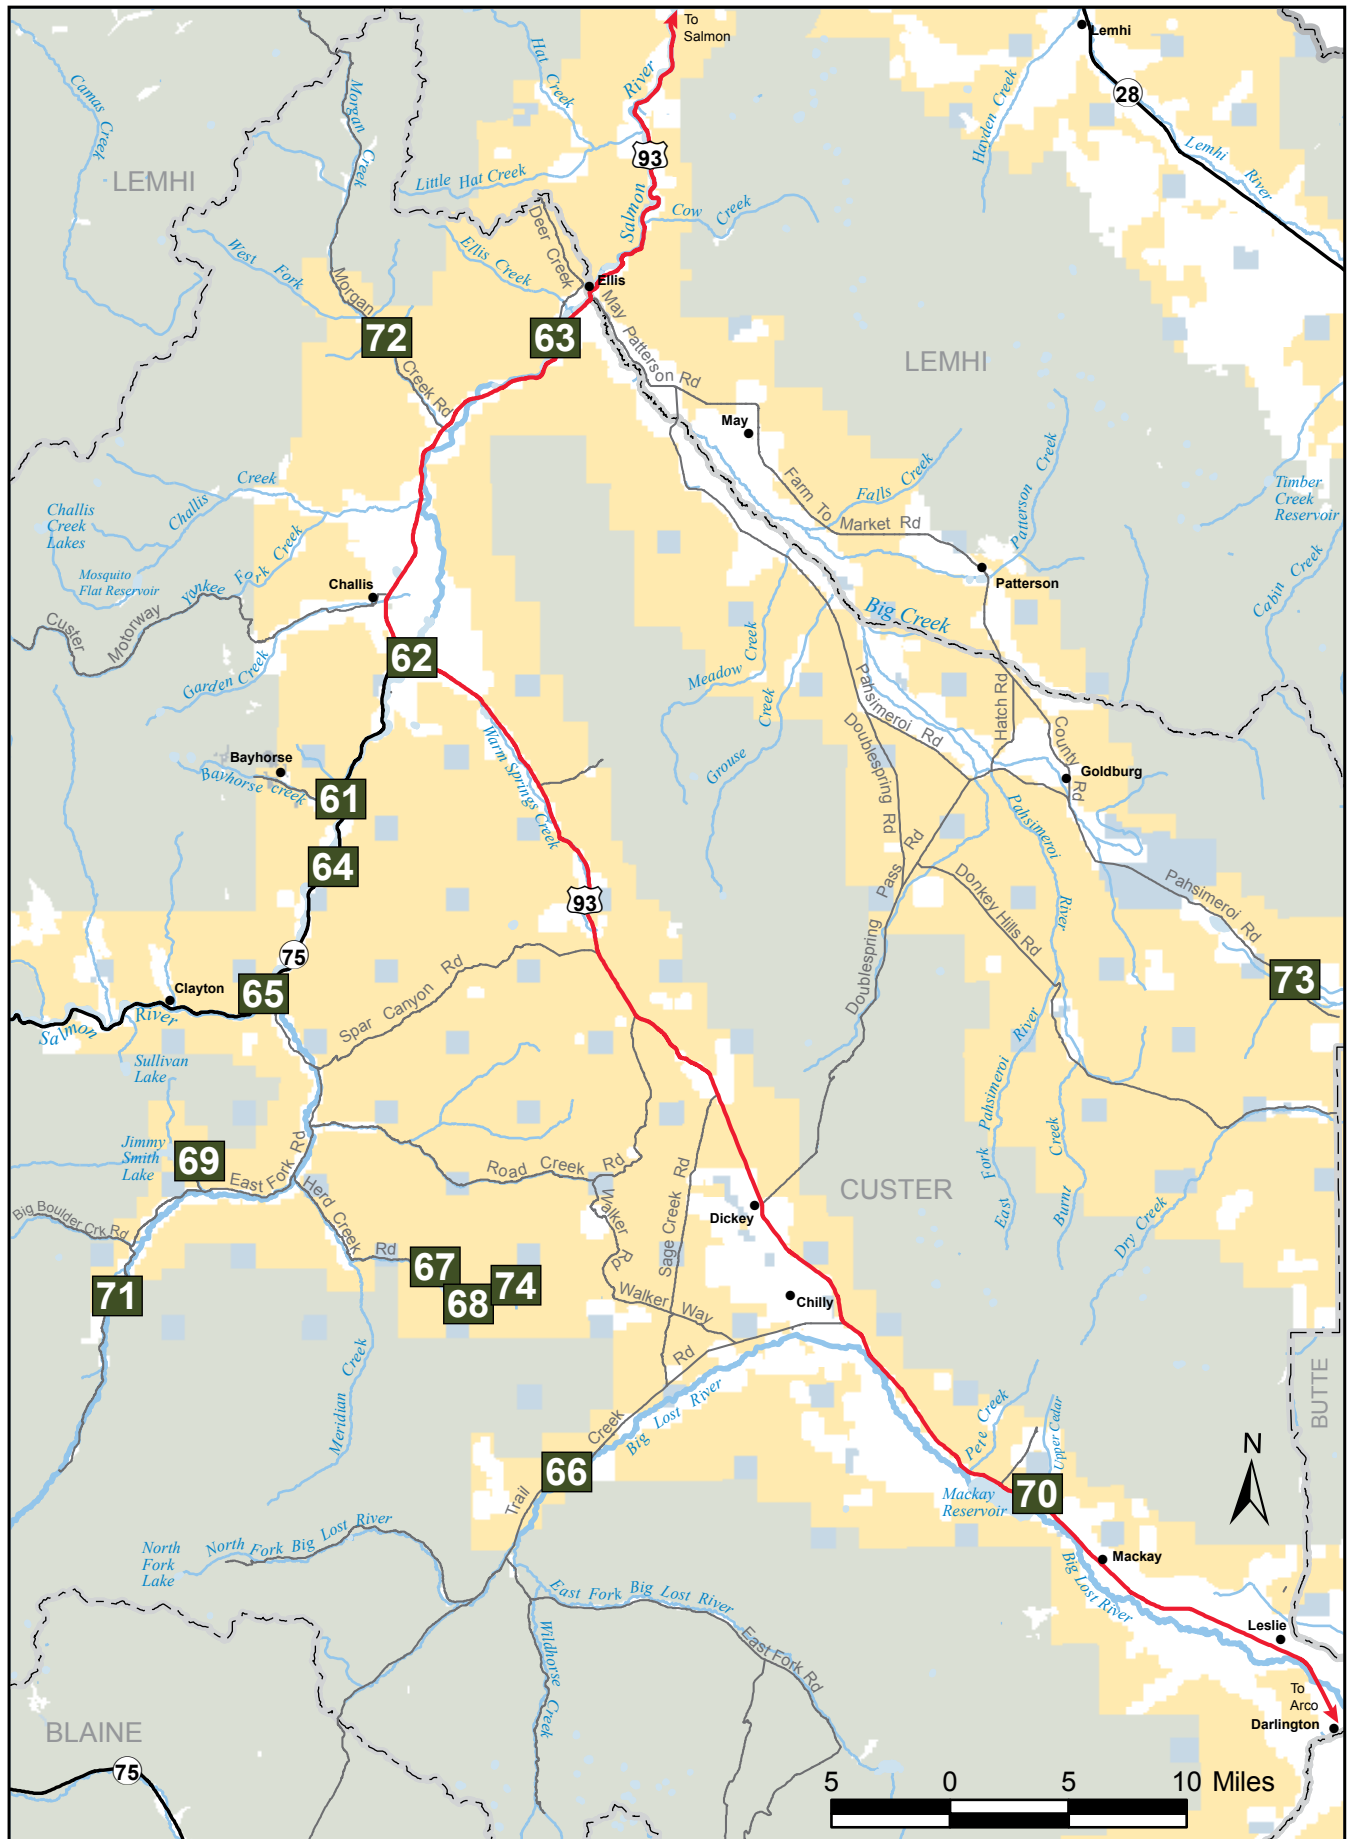 To
Salmon
Lemhi
28
Hat Creek
River
Camas Creek
Morgan
Creek
Hayden Creek
93
Lemhi
River
LEMHI
Little Hat Creek
Salmon
Cow Creek
Deer Creek
West Fork
Ellis Creek
Ellis
Morgan
72
63
May Patterson Rd
LEMHI
Creek Rd
May
Creek
Challis
Farm To
Market Rd
Falls Creek
Patterson Creek
Timber
Creek
Reservoir
Challis
Creek
Lakes
Mosquito
Flat Reservoir
Yankee Fork Creek
Challis
Patterson
Cabin Creek
Custer
Motorway
Big Creek
62
Garden Creek
Meadow Creek
Grouse
Creek
Pahsimeroi Rd
Hatch Rd
County
Rd
Doublespring Rd
Warm Springs Creek
Bayhorse
Bayhorse creek
Goldburg
61
Pahsimeroi
River
64
Doublespring
Pass
Rd
Donkey Hills Rd
Pahsimeroi Rd
93
75
Spar Canyon Rd
73
Clayton
65
Salmon
River
East
Fork
Pahsimeroi
River
Sullivan
Lake
Jimmy
Smith
Lake
69
East Fork Rd
Road Creek Rd
Walker Rd
Sage Creek Rd
Burnt
Creek
Dry Creek
CUSTER
Dickey
Big Boulder Crk Rd
Herd Creek
Rd
67
74
68
71
Walker Way
Chilly
Meridian
Creek
Rd
Creek
Trail
Big Lost River
BUTTE
Pete Creek
Upper Cedar
66
N
Mackay
Reservoir
70
North
Fork
Lake
North Fork Big Lost River
Mackay
Big Lost River
East Fork Big Lost River
Wildhorse Creek
East Fork Rd
Leslie
To
Arco
Darlington
BLAINE
75
5 0 5 10 Miles